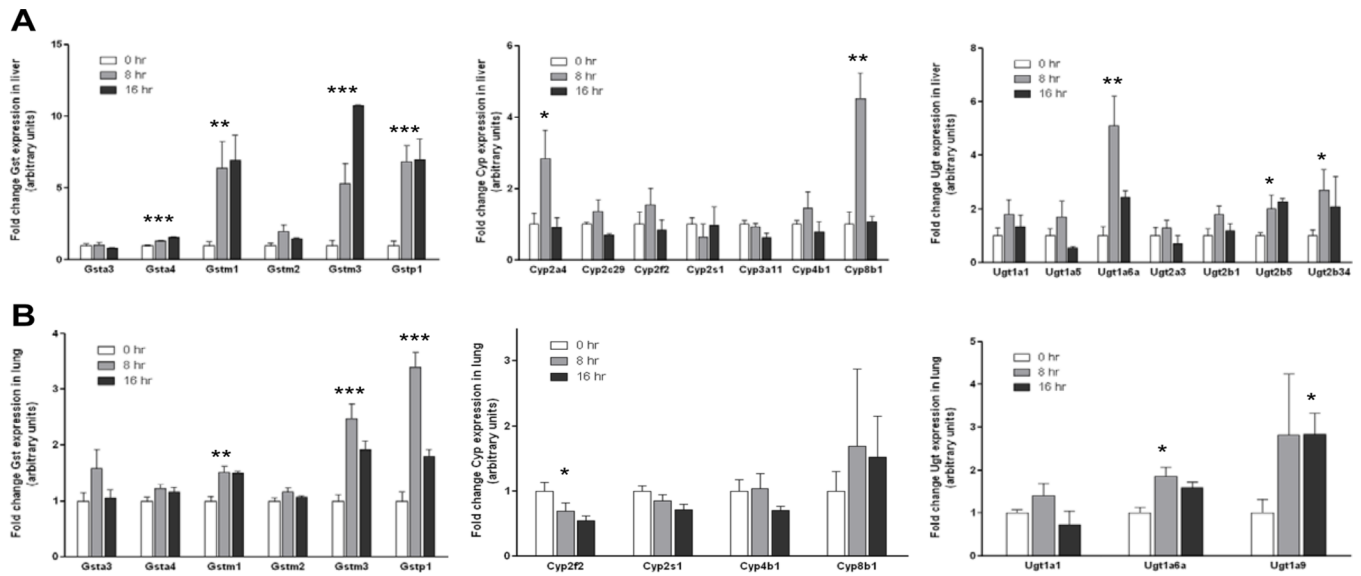 A
Fold change Gst expression in liver
(arbitrary units)
15
10
5
0
0 hr
8 hr
16 hr
***
**
***
***
Gsta3 Gsta4 Gstm1 Gstm2 Gstm3 Gstp1
Fold change Cyp expression in liver
(arbitrary units)
6
4
2
0
0 hr
8 hr
16 hr
*
**
Cyp2a4 Cyp2c29 Cyp2f2 Cyp2s1 Cyp3a11 Cyp4b1 Cyp8b1
Fold change Ugt expression in liver
(arbitrary units)
8
6
4
2
0
0 hr
8 hr
16 hr
**
*
*
Ugt1a1 Ugt1a5 Ugt1a6a Ugt2a3 Ugt2b1 Ugt2b5 Ugt2b34
B
Fold change Gst expression in lung
(arbitrary units)
4
3
2
1
0
0 hr
8 hr
16 hr
**
***
***
Gsta3 Gsta4 Gstm1 Gstm2 Gstm3 Gstp1
Fold change Cyp expression in lung
(arbitrary units)
3
2
1
0
0 hr
8 hr
16 hr
*
Cyp2f2 Cyp2s1 Cyp4b1 Cyp8b1
Fold change Ugt expression in lung
(arbitrary units)
5
4
3
2
1
0
0 hr
8 hr
16 hr
*
*
Ugt1a1 Ugt1a6a Ugt1a9